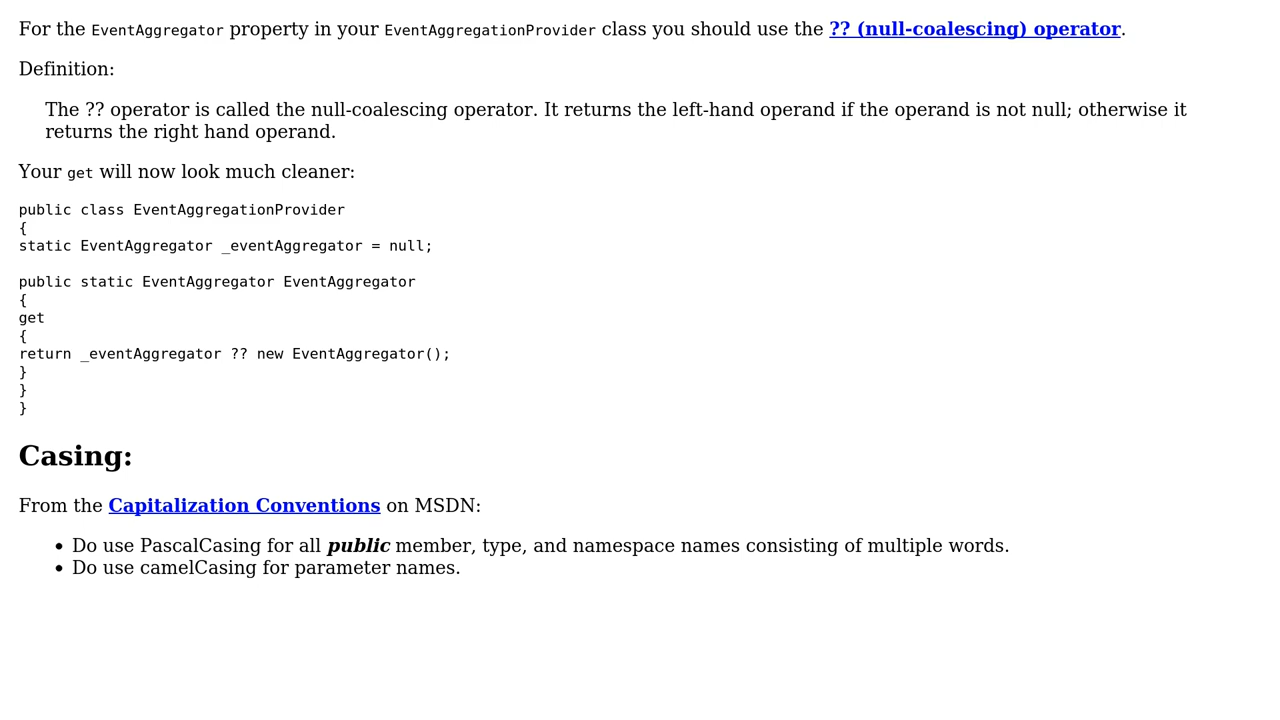 For the EventAggregator property in your EventAggregationProvider class you should use the ?? (null-coalescing) operator.
Definition:
The ?? operator is called the null-coalescing operator. It returns the left-hand operand if the operand is not null; otherwise it
returns the right hand operand.
Your get will now look much cleaner:
public class EventAggregationProvider
{
static EventAggregator _eventAggregator = null;
public static EventAggregator EventAggregator
{
get
{
return _eventAggregator ?? new EventAggregator();
}
}
}
Casing:
From the Capitalization Conventions on MSDN:
• Do use PascalCasing for all public member, type, and namespace names consisting of multiple words.
• Do use camelCasing for parameter names.